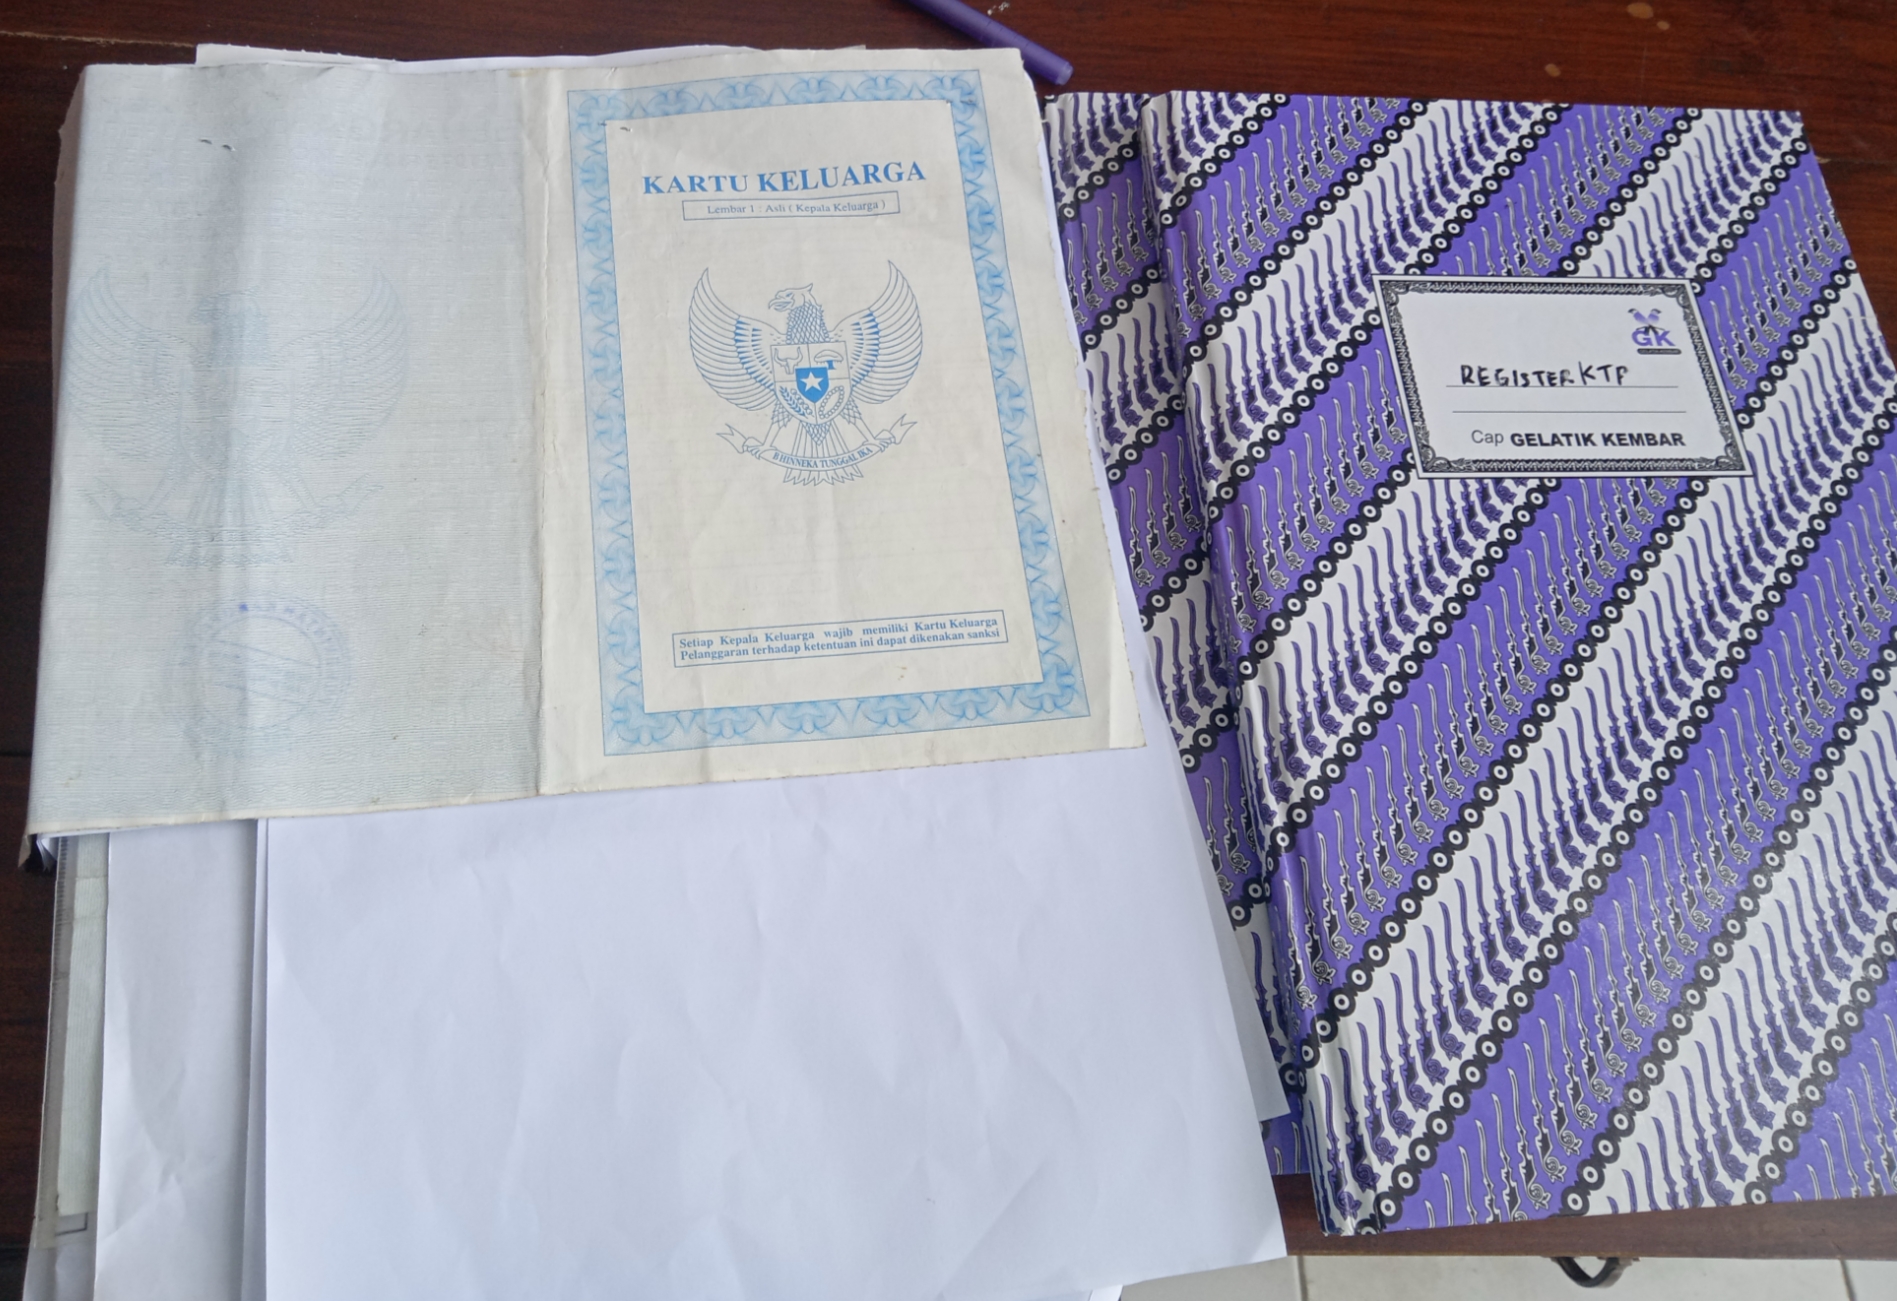 KARTU KELUARGA
Lembar 1 : Asli ( Kepala Keluarga )
BHINNEKA TUNGGAL IKA
Setiap Kepala Keluarga wajib memiliki Kartu Keluarga
Pelanggaran terhadap ketentuan ini dapat dikenakan sanksi
GK
REGISTER KTP
Cap GELATIK KEMBAR